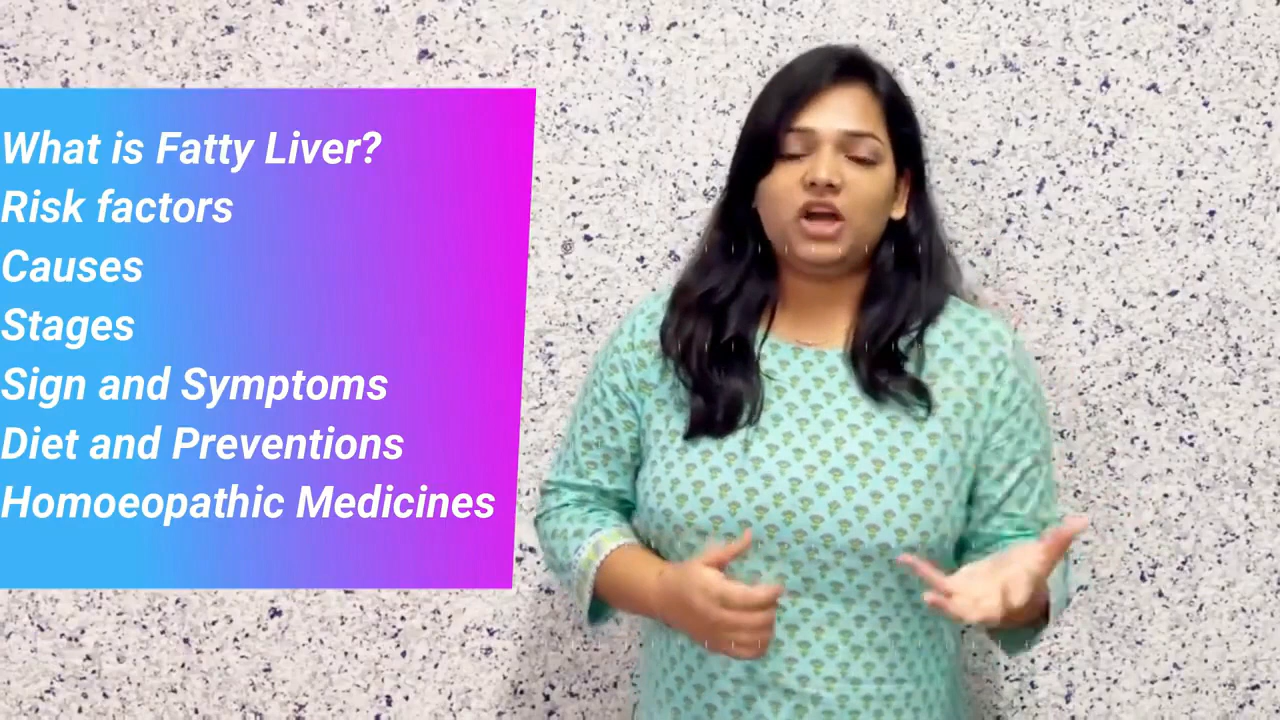 What is Fatty Liver?
Risk factors
Causes
Stages
Sign and Symptoms
Diet and Preventions
Homoeopathic Medicines